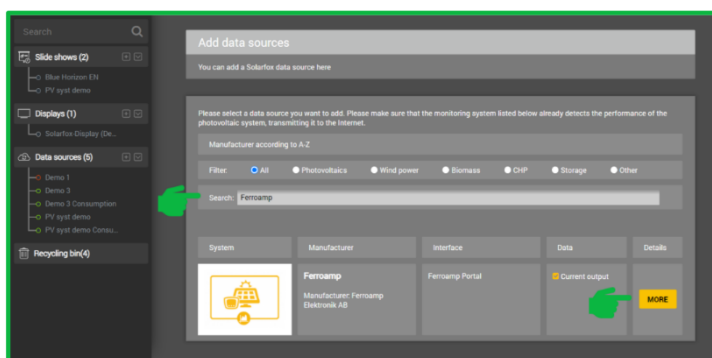 Search
Slide shows (2)
Blue Horizon EN
PV syst demo
Displays (1)
Solarfox Display (De...
Data sources (5)
Demo 1
Demo 3
Demo 3 Consumption
PV syst demo
PV syst demo Consu...
Recycling bin(4)
Add data sources
You can add a Solarfox data source here
Please select a data source you want to add. Please make sure that the monitoring system listed below already detects the performance of the
photovoltaic system, transmitting it to the Internet.
Manufacturer according to A-Z
Filter: All Photovoltaics Wind power Biomass CHP Storage Other
Search: Ferroamp
System Manufacturer Interface Data Details
Ferroamp Ferroamp Portal Current output MORE
Manufacturer: Ferroamp
Elektronik AB